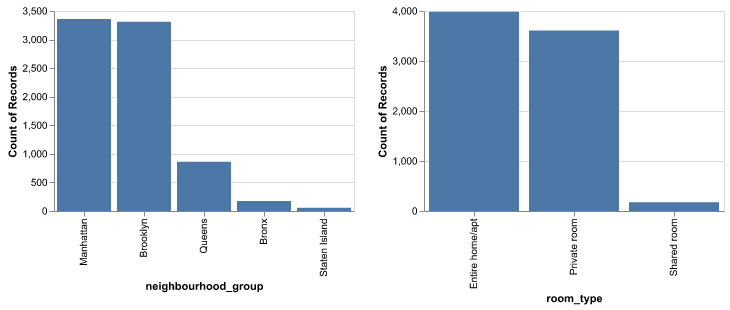 Count of Records
3,500
3,000
2,500
2,000
1,500
1,000
500
0
Manhattan
Brooklyn
Queens
Bronx
Staten Island
neighbourhood_group
Count of Records
4,000
3,000
2,000
1,000
0
Entire home/apt
Private room
Shared room
room_type